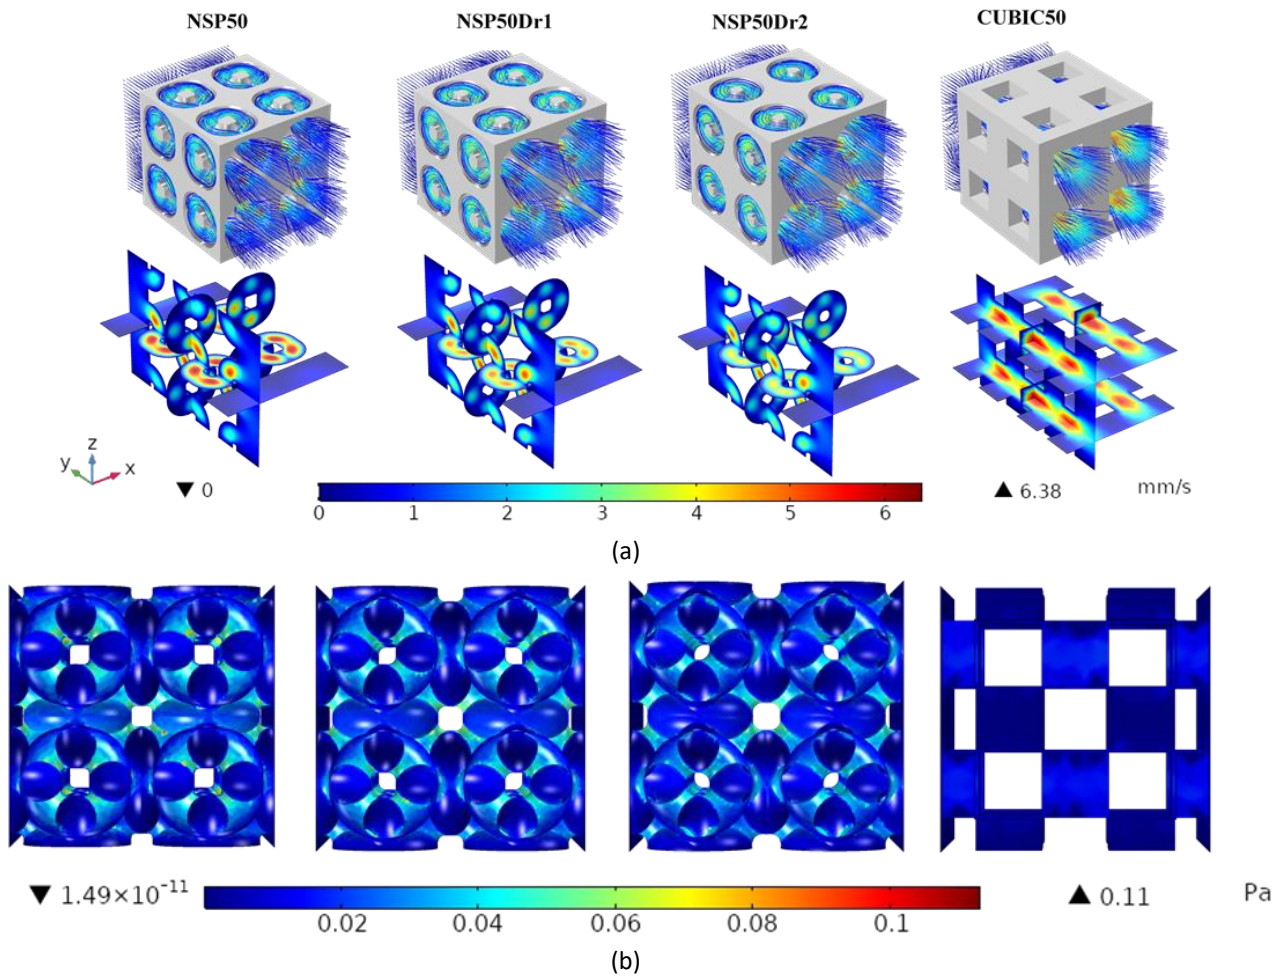 NSP50 NSP50Dr1 NSP50Dr2 CUBIC50
z
y x
▼ 0 ▲ 6.38 mm/s
0 1 2 3 4 5 6
(a)
▼ 1.49×10⁻¹¹ ▲ 0.11 Pa
0.02 0.04 0.06 0.08 0.1
(b)